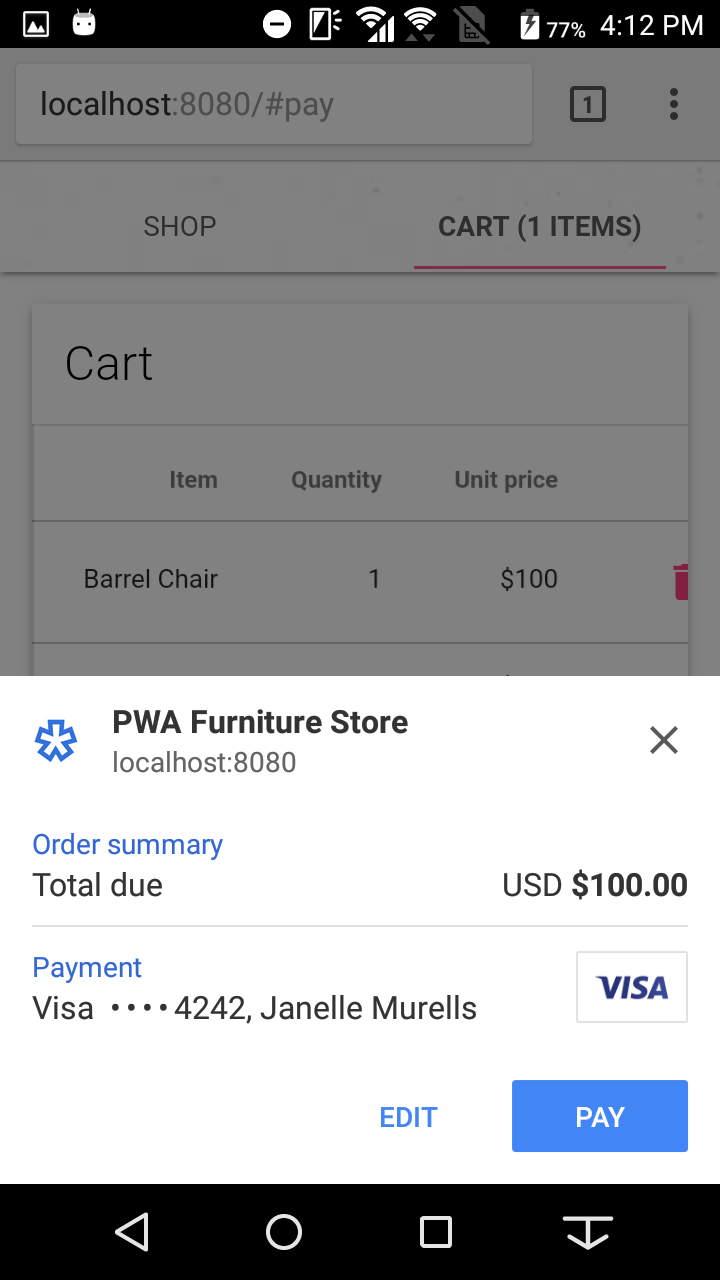 77% 4:12 PM
localhost:8080/#pay 1
SHOP CART (1 ITEMS)
Cart
Item Quantity Unit price
Barrel Chair 1 $100
PWA Furniture Store
localhost:8080
Order summary
Total due USD $100.00
Payment
VISA
Visa ••••4242, Janelle Murells
EDIT PAY